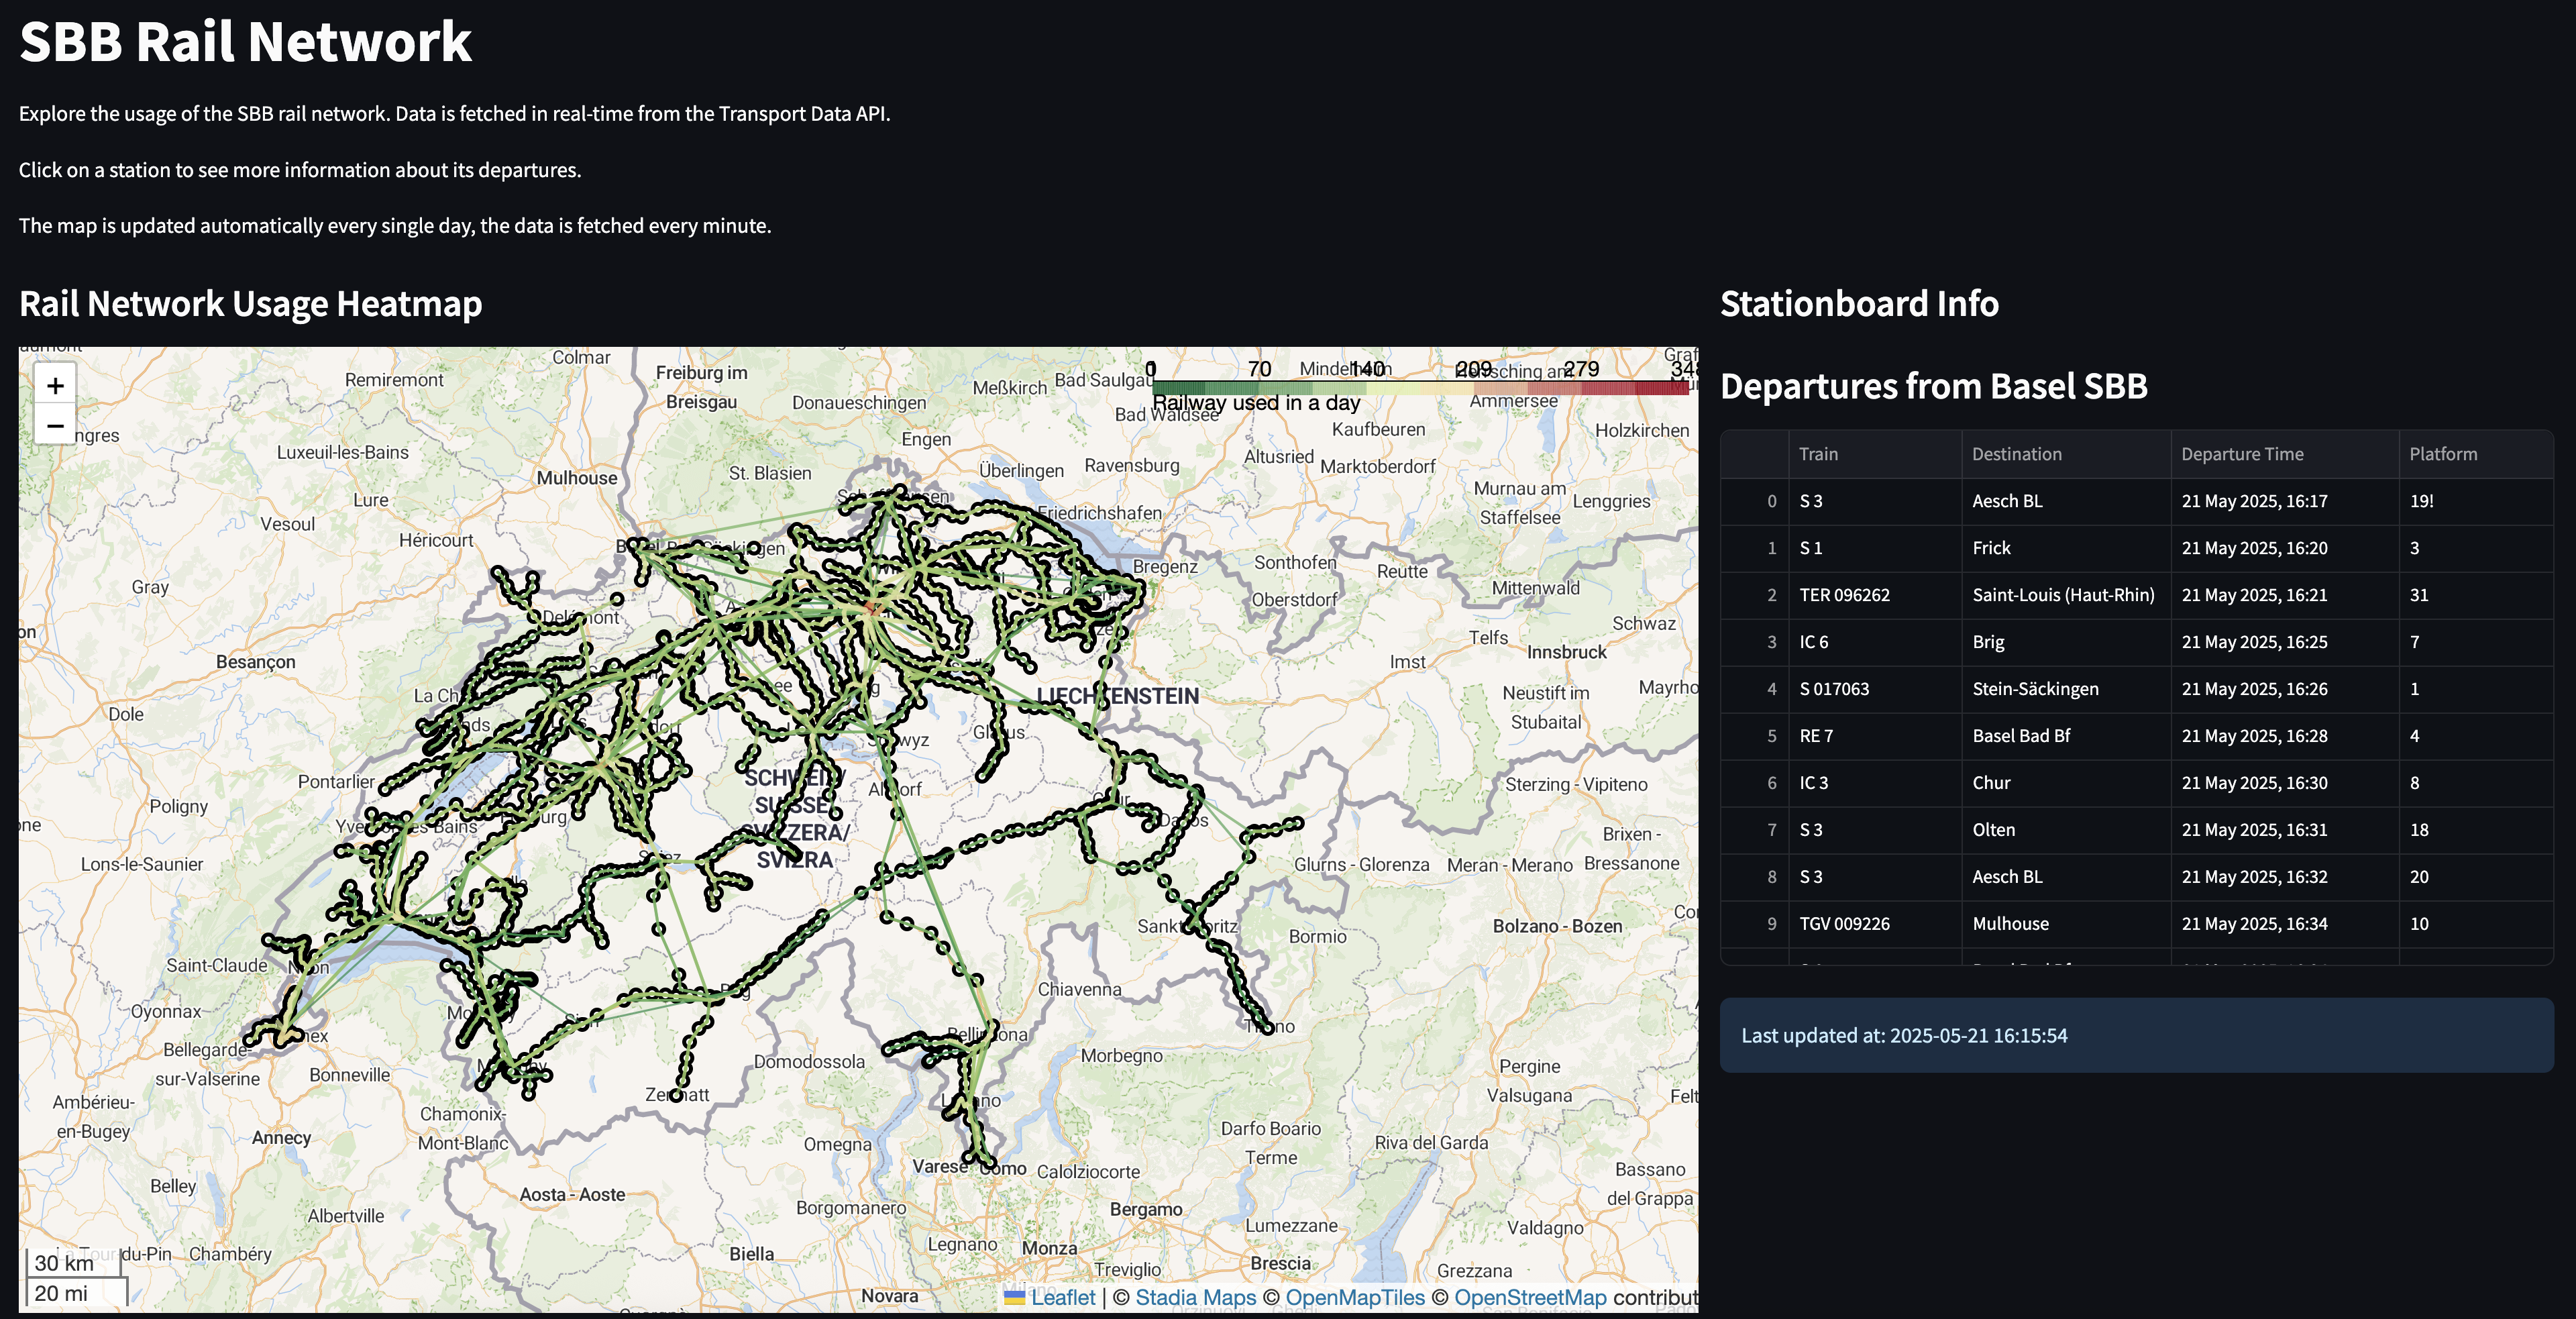 SBB Rail Network
Explore the usage of the SBB rail network. Data is fetched in real-time from the Transport Data API.
Click on a station to see more information about its departures.
The map is updated automatically every single day, the data is fetched every minute.
Rail Network Usage Heatmap
+
−
70
140
209
279
Railway used in a day
Colmar
Remiremont
Freiburg im
Breisgau
Donaueschingen
Meßkirch
Bad Saulgau
Bad Waldsee
Ammersee
Kaufbeuren
Holzkirchen
Engen
Luxeuil-les-Bains
Mulhouse
St. Blasien
Überlingen
Ravensburg
Altusried
Marktoberdorf
Lure
Murnau am
Staffelsee
Lenggries
Vesoul
Friedrichshafen
Héricourt
Bregenz
Sonthofen
Reutte
Mittenwald
Gray
Oberstdorf
Schwaz
Telfs
Innsbruck
Besançon
Imst
LIECHTENSTEIN
Neustift im
Stubaital
Dole
Pontarlier
SCHWEIZ/
SUISSE/
SVIZZERA/
SVIZRA
Altdorf
Sterzing - Vipiteno
Poligny
Brixen -
Bressanone
Lons-le-Saunier
Glurns - Glorenza
Meran - Merano
Bozen
Bolzano - Bozen
Bormio
Saint-Claude
Nyon
Chiavenna
Oyonnax
Bellinzona
Bellegarde-
sur-Valserine
Bonneville
Domodossola
Morbegno
Pergine
Valsugana
Ambérieu-
en-Bugey
Zermatt
Chamonix-
Mont-Blanc
Annecy
Omegna
Darfo Boario
Terme
Riva del Garda
Varese
Como
Calolziocorte
Bassano
del Grappa
Belley
Aosta - Aoste
Albertville
Borgomanero
Bergamo
Lumezzane
Valdagno
Chambéry
Biella
Legnano
Monza
Treviglio
Brescia
Grezzana
Novara
30 km
20 mi
Leaflet | © Stadia Maps © OpenMapTiles © OpenStreetMap contribut
Stationboard Info
Departures from Basel SBB
Train Destination Departure Time Platform
0 S 3 Aesch BL 21 May 2025, 16:17 19!
1 S 1 Frick 21 May 2025, 16:20 3
2 TER 096262 Saint-Louis (Haut-Rhin) 21 May 2025, 16:21 31
3 IC 6 Brig 21 May 2025, 16:25 7
4 S 017063 Stein-Säckingen 21 May 2025, 16:26 1
5 RE 7 Basel Bad Bf 21 May 2025, 16:28 4
6 IC 3 Chur 21 May 2025, 16:30 8
7 S 3 Olten 21 May 2025, 16:31 18
8 S 3 Aesch BL 21 May 2025, 16:32 20
9 TGV 009226 Mulhouse 21 May 2025, 16:34 10
Last updated at: 2025-05-21 16:15:54